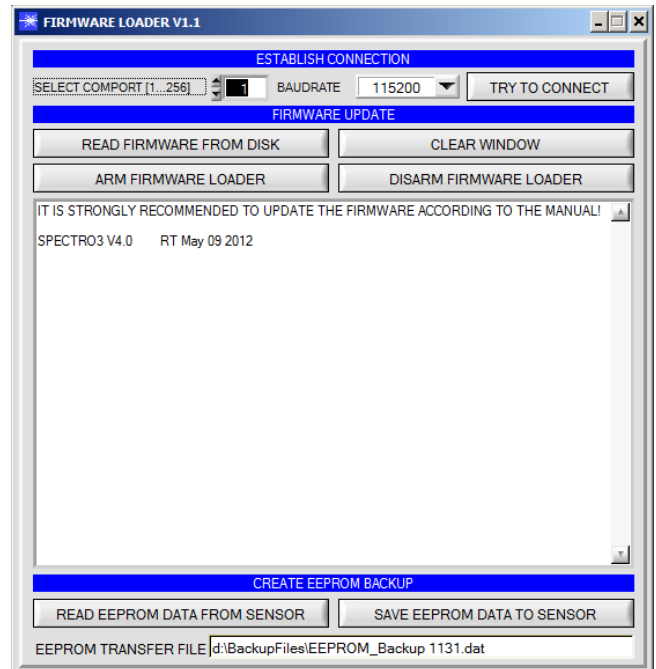 FIRMWARE LOADER V1.1
ESTABLISH CONNECTION
SELECT COMPORT [1...256] 1 BAUDRATE 115200 TRY TO CONNECT
FIRMWARE UPDATE
READ FIRMWARE FROM DISK CLEAR WINDOW
ARM FIRMWARE LOADER DISARM FIRMWARE LOADER
IT IS STRONGLY RECOMMENDED TO UPDATE THE FIRMWARE ACCORDING TO THE MANUAL!
SPECTRO3 V4.0 RT May 09 2012
CREATE EEPROM BACKUP
READ EEPROM DATA FROM SENSOR SAVE EEPROM DATA TO SENSOR
EEPROM TRANSFER FILE d:\BackupFiles\EEPROM_Backup 1131.dat